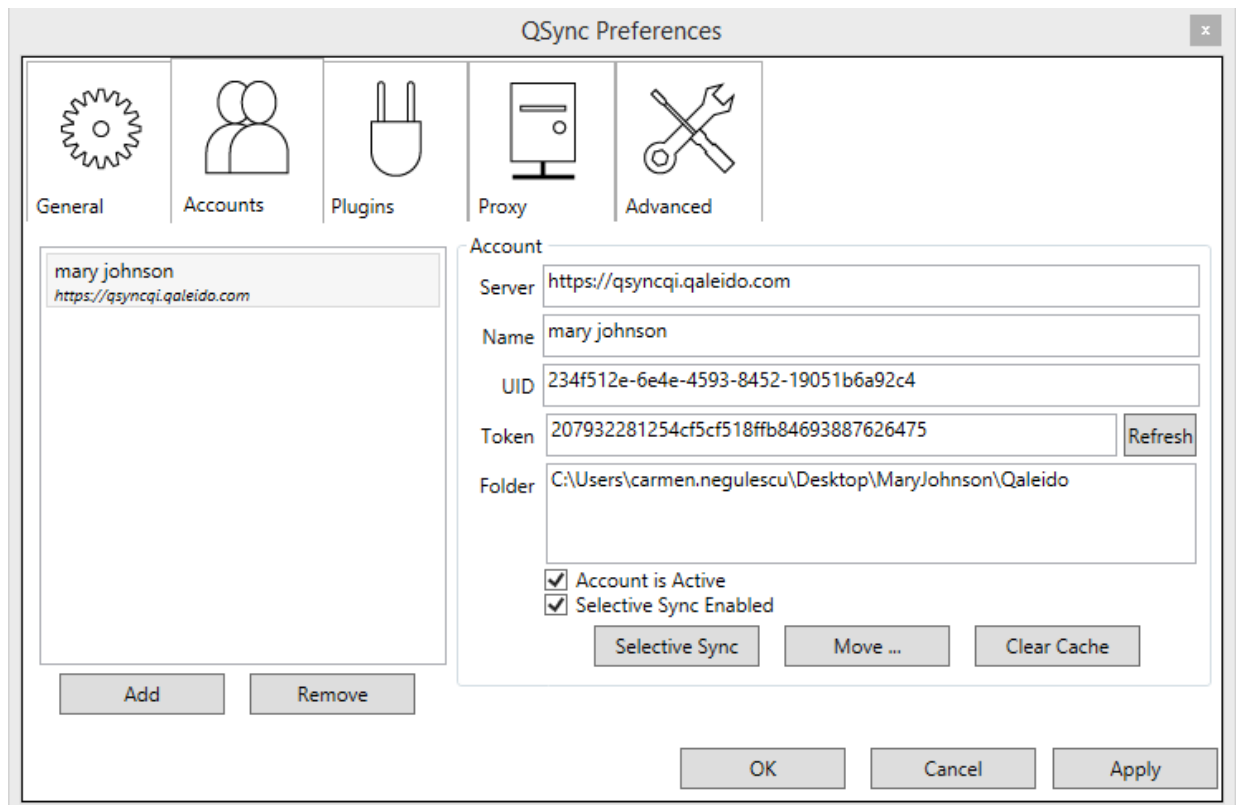 QSync Preferences
x
General
Accounts
Plugins
Proxy
Advanced
mary johnson
https://qsyncqi.qaleido.com
Account
Server https://qsyncqi.qaleido.com
Name mary johnson
UID 234f512e-6e4e-4593-8452-19051b6a92c4
Token 207932281254cf5cf518ffb84693887626475 Refresh
Folder C:\Users\carmen.negulescu\Desktop\MaryJohnson\Qaleido
Account is Active
Selective Sync Enabled
Selective Sync Move ... Clear Cache
Add Remove
OK Cancel Apply